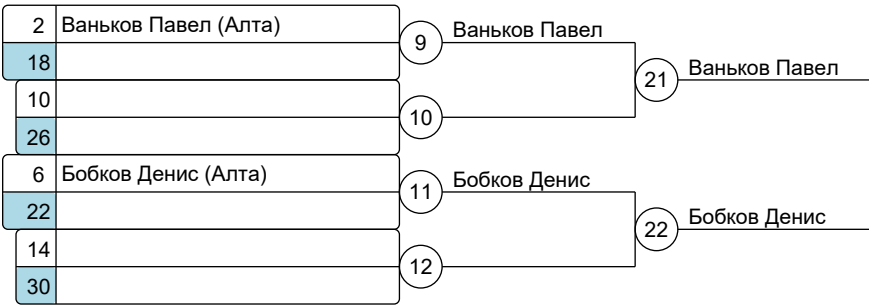 2 Ваньков Павел (Алта)
18
9 Ваньков Павел
21 Ваньков Павел
10
26
10
6 Бобков Денис (Алта)
22
11 Бобков Денис
22 Бобков Денис
14
30
12